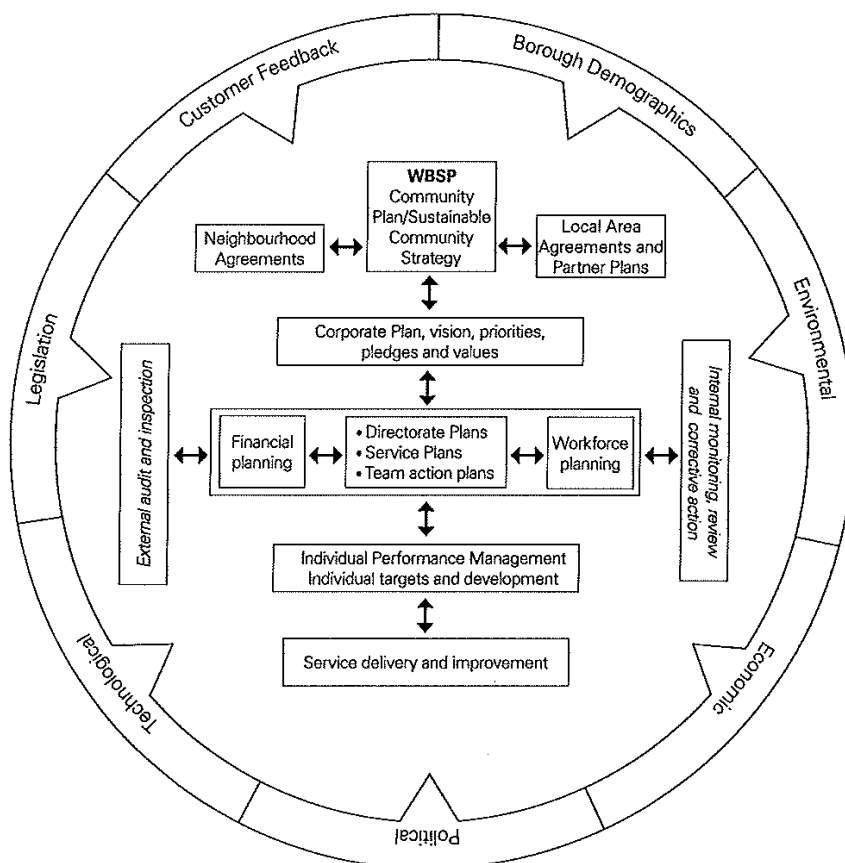 Customer Feedback
Borough Demographics
Legislation
Environmental
Technological
Economic
Political
WBSP
Community
Plan/Sustainable
Community
Strategy
Neighbourhood
Agreements
Local Area
Agreements and
Partner Plans
Corporate Plan, vision, priorities,
pledges and values
External audit and inspection
Financial
planning
• Directorate Plans
• Service Plans
• Team action plans
Workforce
planning
Internal monitoring, review
and corrective action
Individual Performance Management
Individual targets and development
Service delivery and improvement